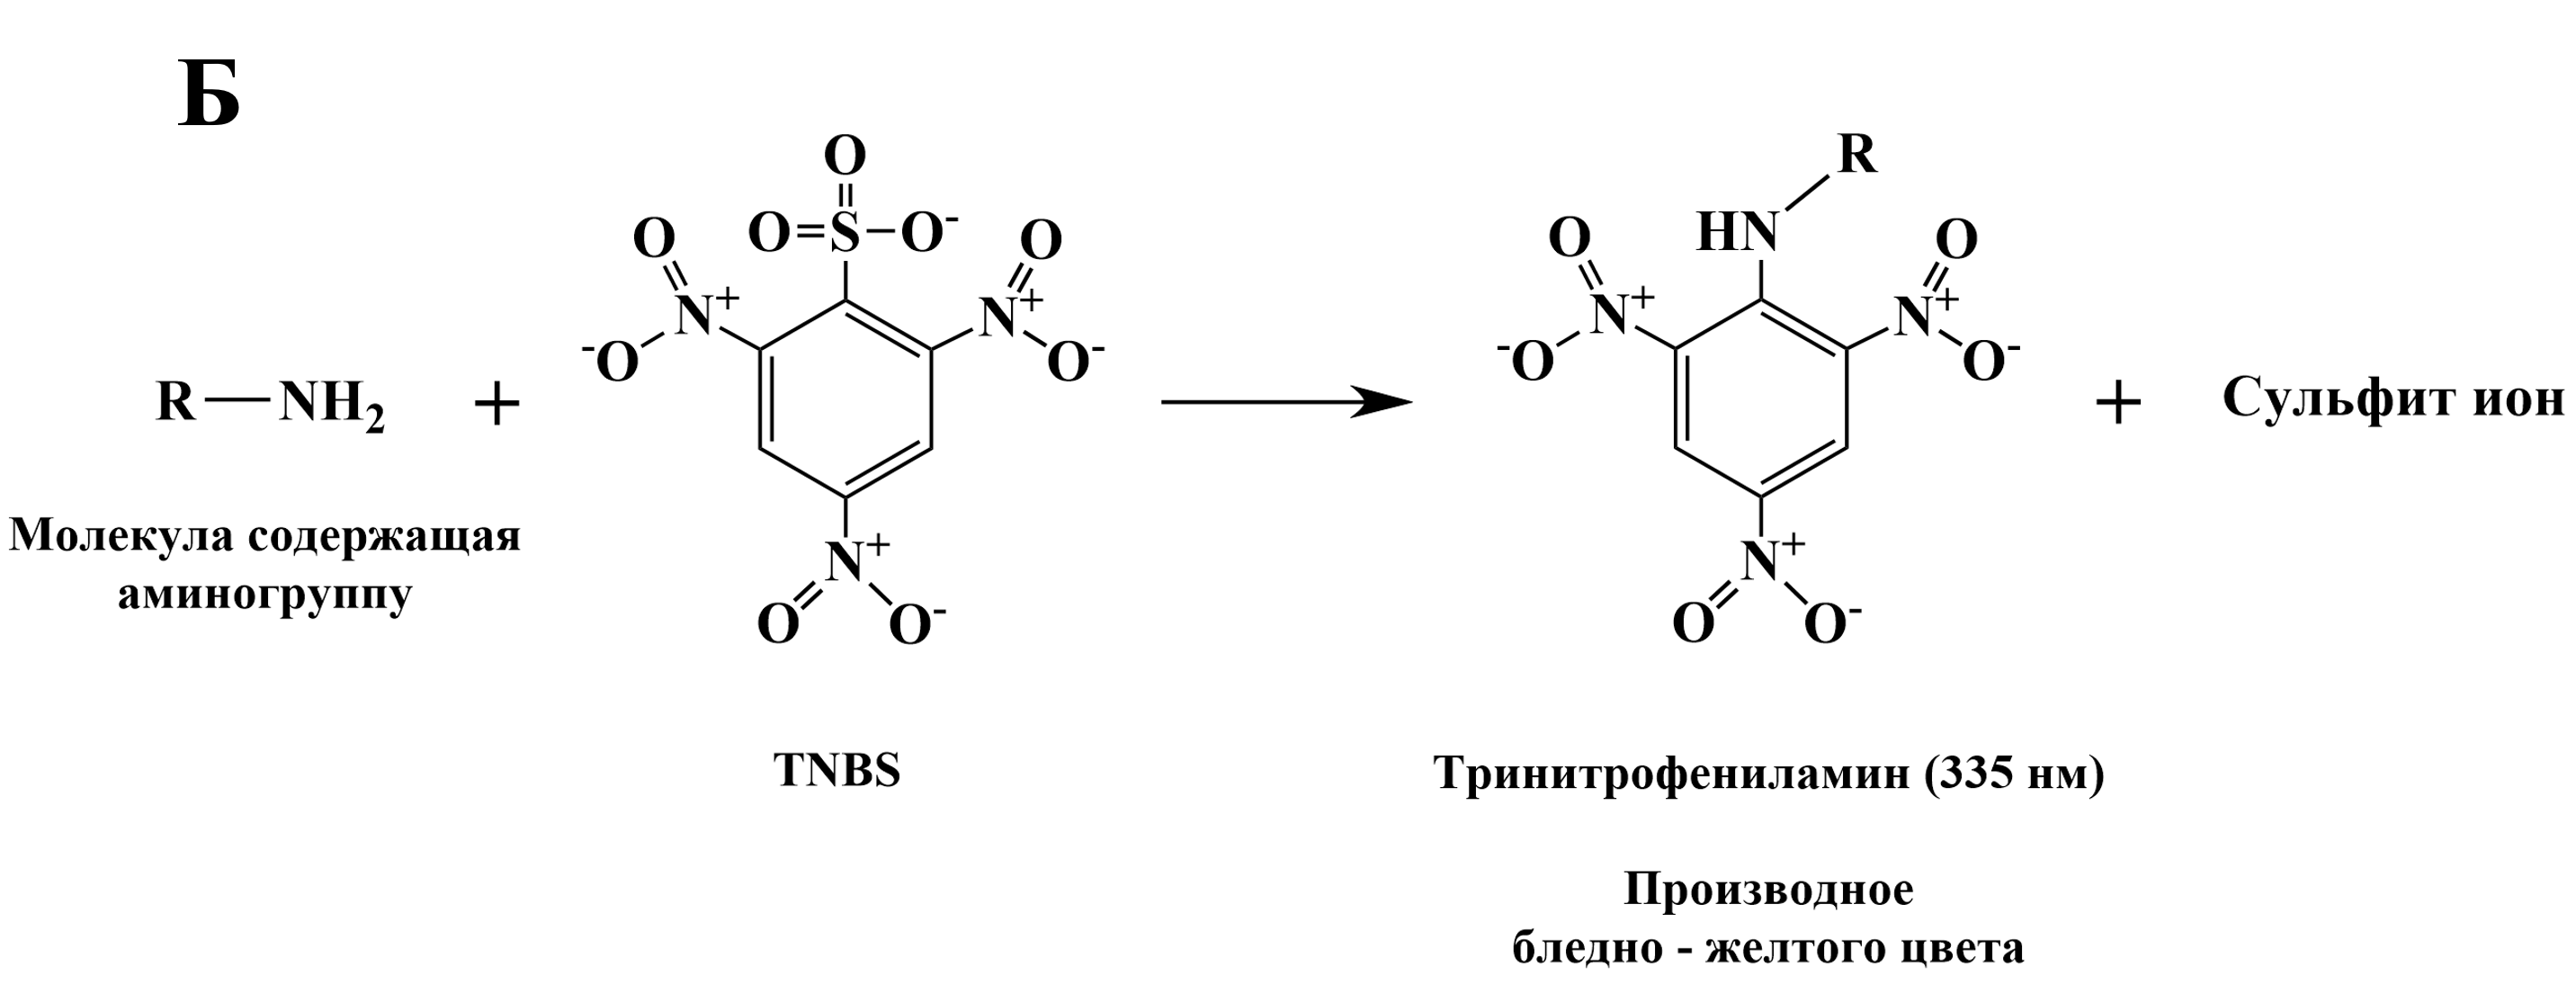 Б
O
O=S–O⁻
O
N⁺
⁻O
O
N⁺
O⁻
R—NH₂
+
N⁺
O
O⁻
R
HN
O
N⁺
⁻O
O
N⁺
O⁻
N⁺
O
O⁻
+
Сульфит ион
Молекула содержащая
аминогруппу
TNBS
Тринитрофениламин (335 нм)
Производное
бледно - желтого цвета